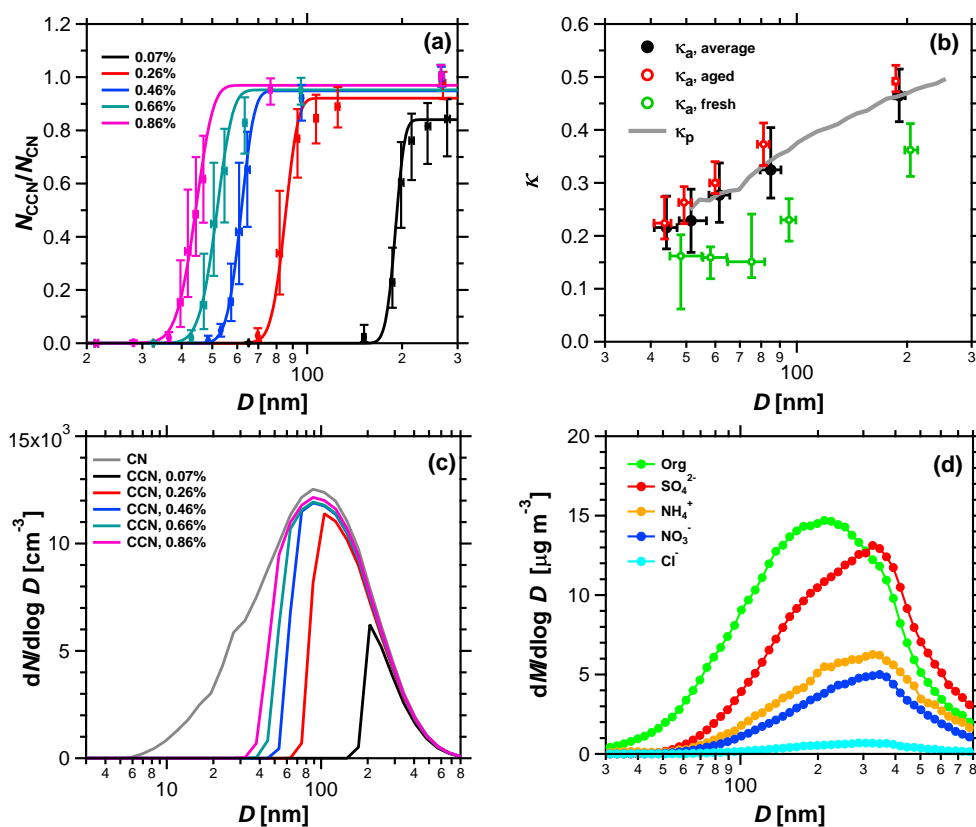 (a)
0.07%
0.26%
0.46%
0.66%
0.86%
1.2
1.0
0.8
0.6
0.4
0.2
0.0
N_CCN/N_CN
2 3 4 5 6 7 8 9 100 2 3
D [nm]
(b)
κa, average
κa, aged
κa, fresh
κp
0.6
0.5
0.4
0.3
0.2
0.1
0.0
κ
3 4 5 6 7 8 9 100 2 3
D [nm]
(c)
15x10³
10
5
0
CN
CCN, 0.07%
CCN, 0.26%
CCN, 0.46%
CCN, 0.66%
CCN, 0.86%
dN/dlog D [cm⁻³]
4 6 8 10 2 4 6 8 100 2 4 6 8
D [nm]
(d)
20
15
10
5
0
Org
SO₄²⁻
NH₄⁺
NO₃⁻
Cl⁻
dM/dlog D [μg m⁻³]
3 4 5 6 7 8 9 100 2 3 4 5 6 7 8
D [nm]